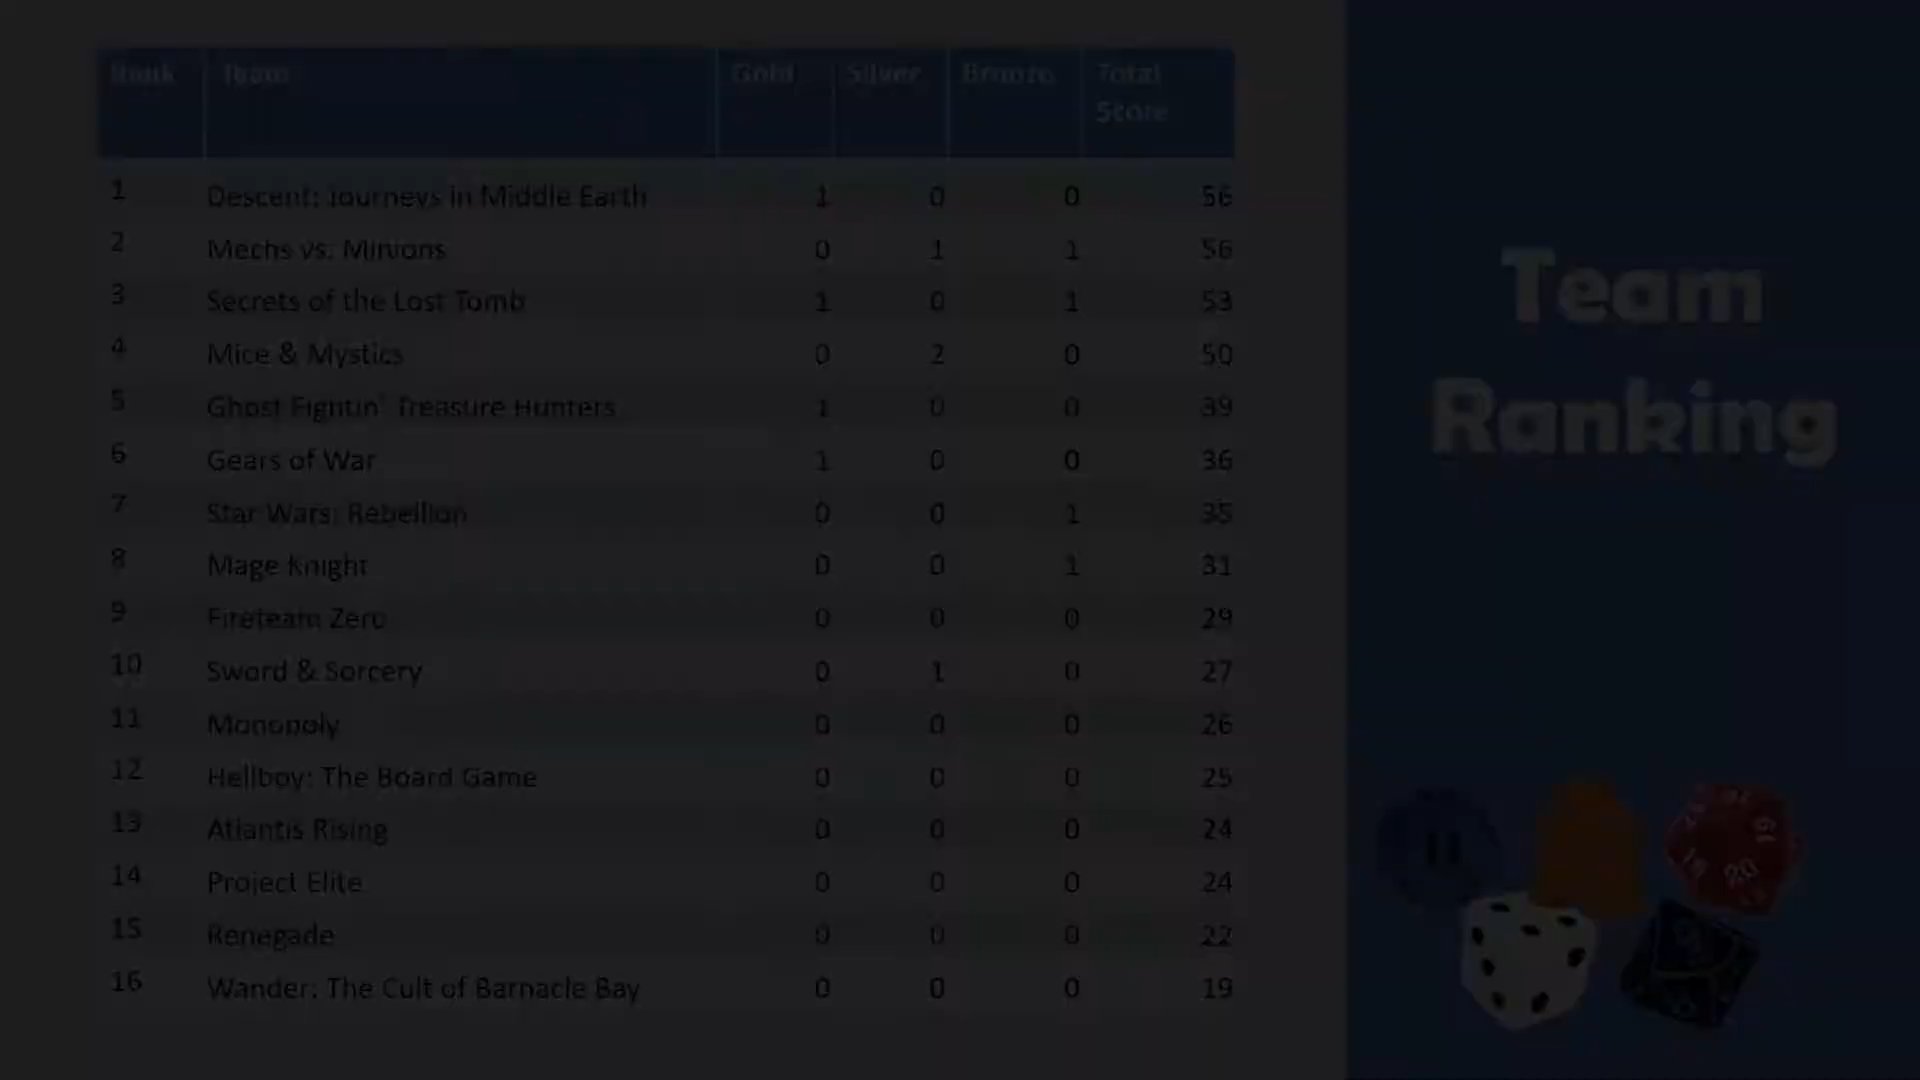 Rank Team Gold Silver Bronze Total Score
1 Descent: Journeys in Middle Earth 1 0 0 56
2 Mechs vs. Minions 0 1 1 56
3 Secrets of the Lost Tomb 1 0 1 53
4 Mice & Mystics 0 2 0 50
5 Ghost Fightin' Treasure Hunters 1 0 0 39
6 Gears of War 1 0 0 36
7 Star Wars: Rebellion 0 0 1 35
8 Mage Knight 0 0 1 31
9 Fireteam Zero 0 0 0 29
10 Sword & Sorcery 0 1 0 27
11 Monopoly 0 0 0 26
12 Hellboy: The Board Game 0 0 0 25
13 Atlantis Rising 0 0 0 24
14 Project Elite 0 0 0 24
15 Renegade 0 0 0 22
16 Wander: The Cult of Barnacle Bay 0 0 0 19
Team
Ranking
20